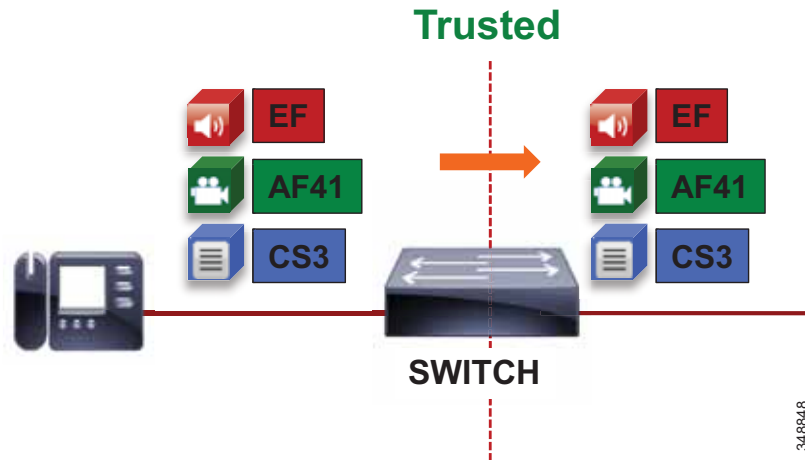 Trusted
EF
AF41
CS3
EF
AF41
CS3
SWITCH
348848